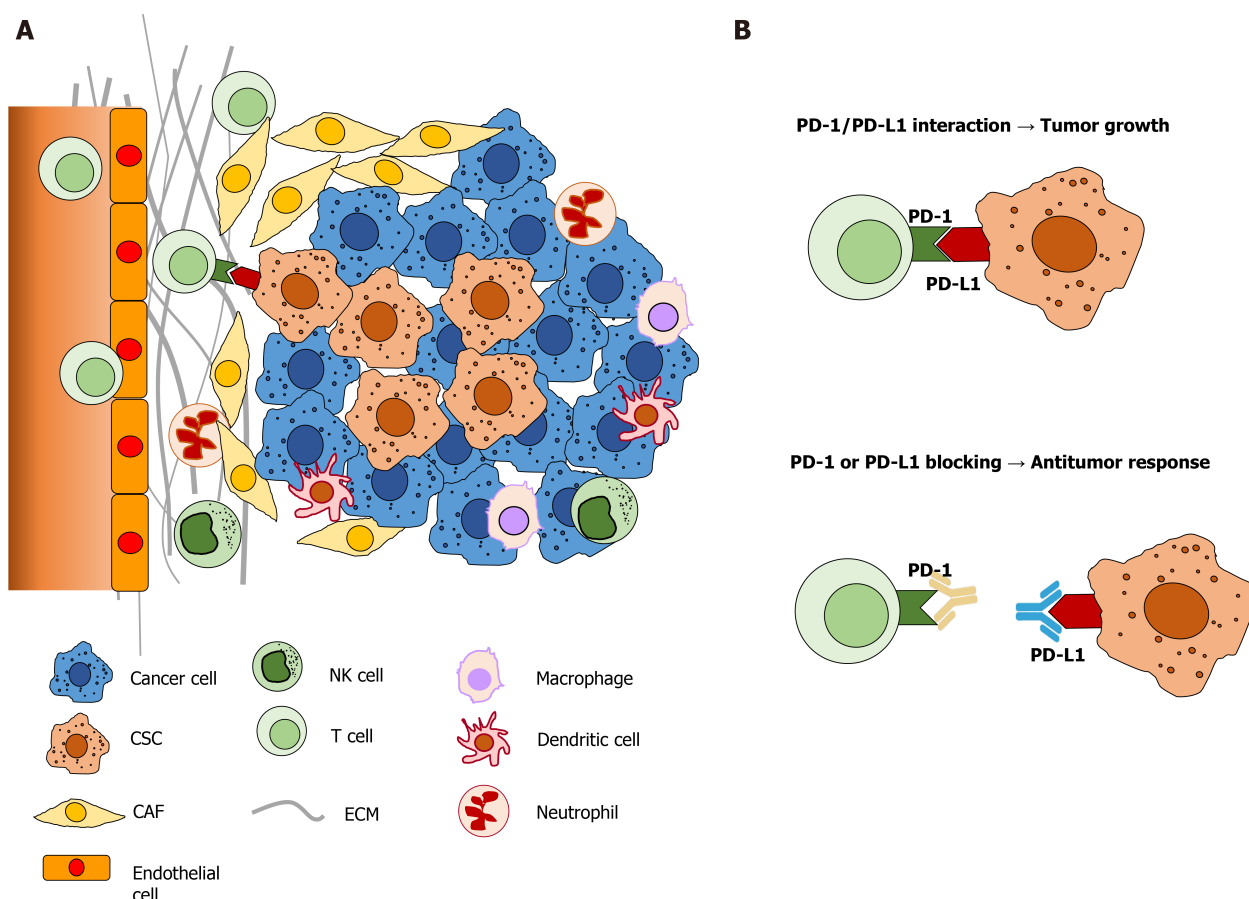 A
B
PD-1/PD-L1 interaction → Tumor growth
PD-1
PD-L1
PD-1 or PD-L1 blocking → Antitumor response
PD-1
PD-L1
Cancer cell
NK cell
Macrophage
CSC
T cell
Dendritic cell
CAF
ECM
Neutrophil
Endothelial
cell